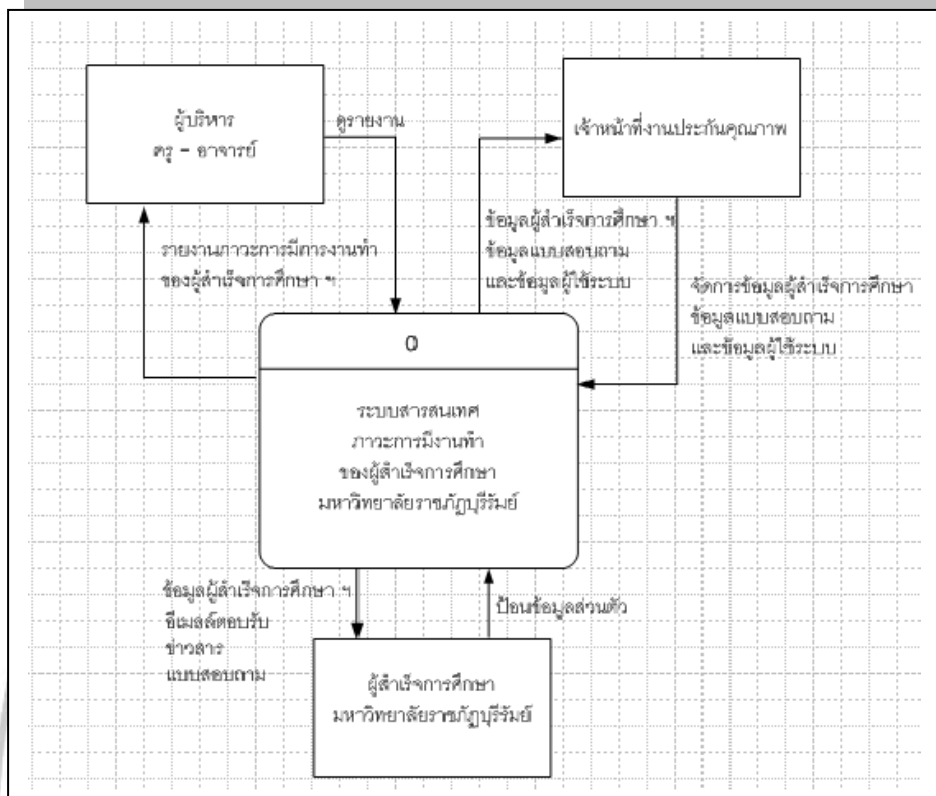 ผู้บริหาร
ครู - อาจารย์
ดูรายงาน
เจ้าหน้าที่งานประกันคุณภาพ
รายงานภาวะการมีการงานทำ
ของผู้สำเร็จการศึกษา ฯ
ข้อมูลผู้สำเร็จการศึกษา ฯ
ข้อมูลแบบสอบถาม
และข้อมูลผู้ใช้ระบบ
จัดการข้อมูลผู้สำเร็จการศึกษา
ข้อมูลแบบสอบถาม
และข้อมูลผู้ใช้ระบบ
0
ระบบสารสนเทศ
ภาวะการมีงานทำ
ของผู้สำเร็จการศึกษา
มหาวิทยาลัยราชภัฏบุรีรัมย์
ข้อมูลผู้สำเร็จการศึกษา ฯ
อีเมลล์ตอบรับ
ข่าวสาร
แบบสอบถาม
ป้อนข้อมูลส่วนตัว
ผู้สำเร็จการศึกษา
มหาวิทยาลัยราชภัฏบุรีรัมย์